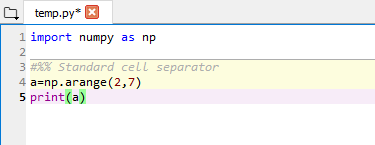 temp.py*
1 import numpy as np
2
3 #%% Standard cell separator
4 a=np.arange(2,7)
5 print(a)